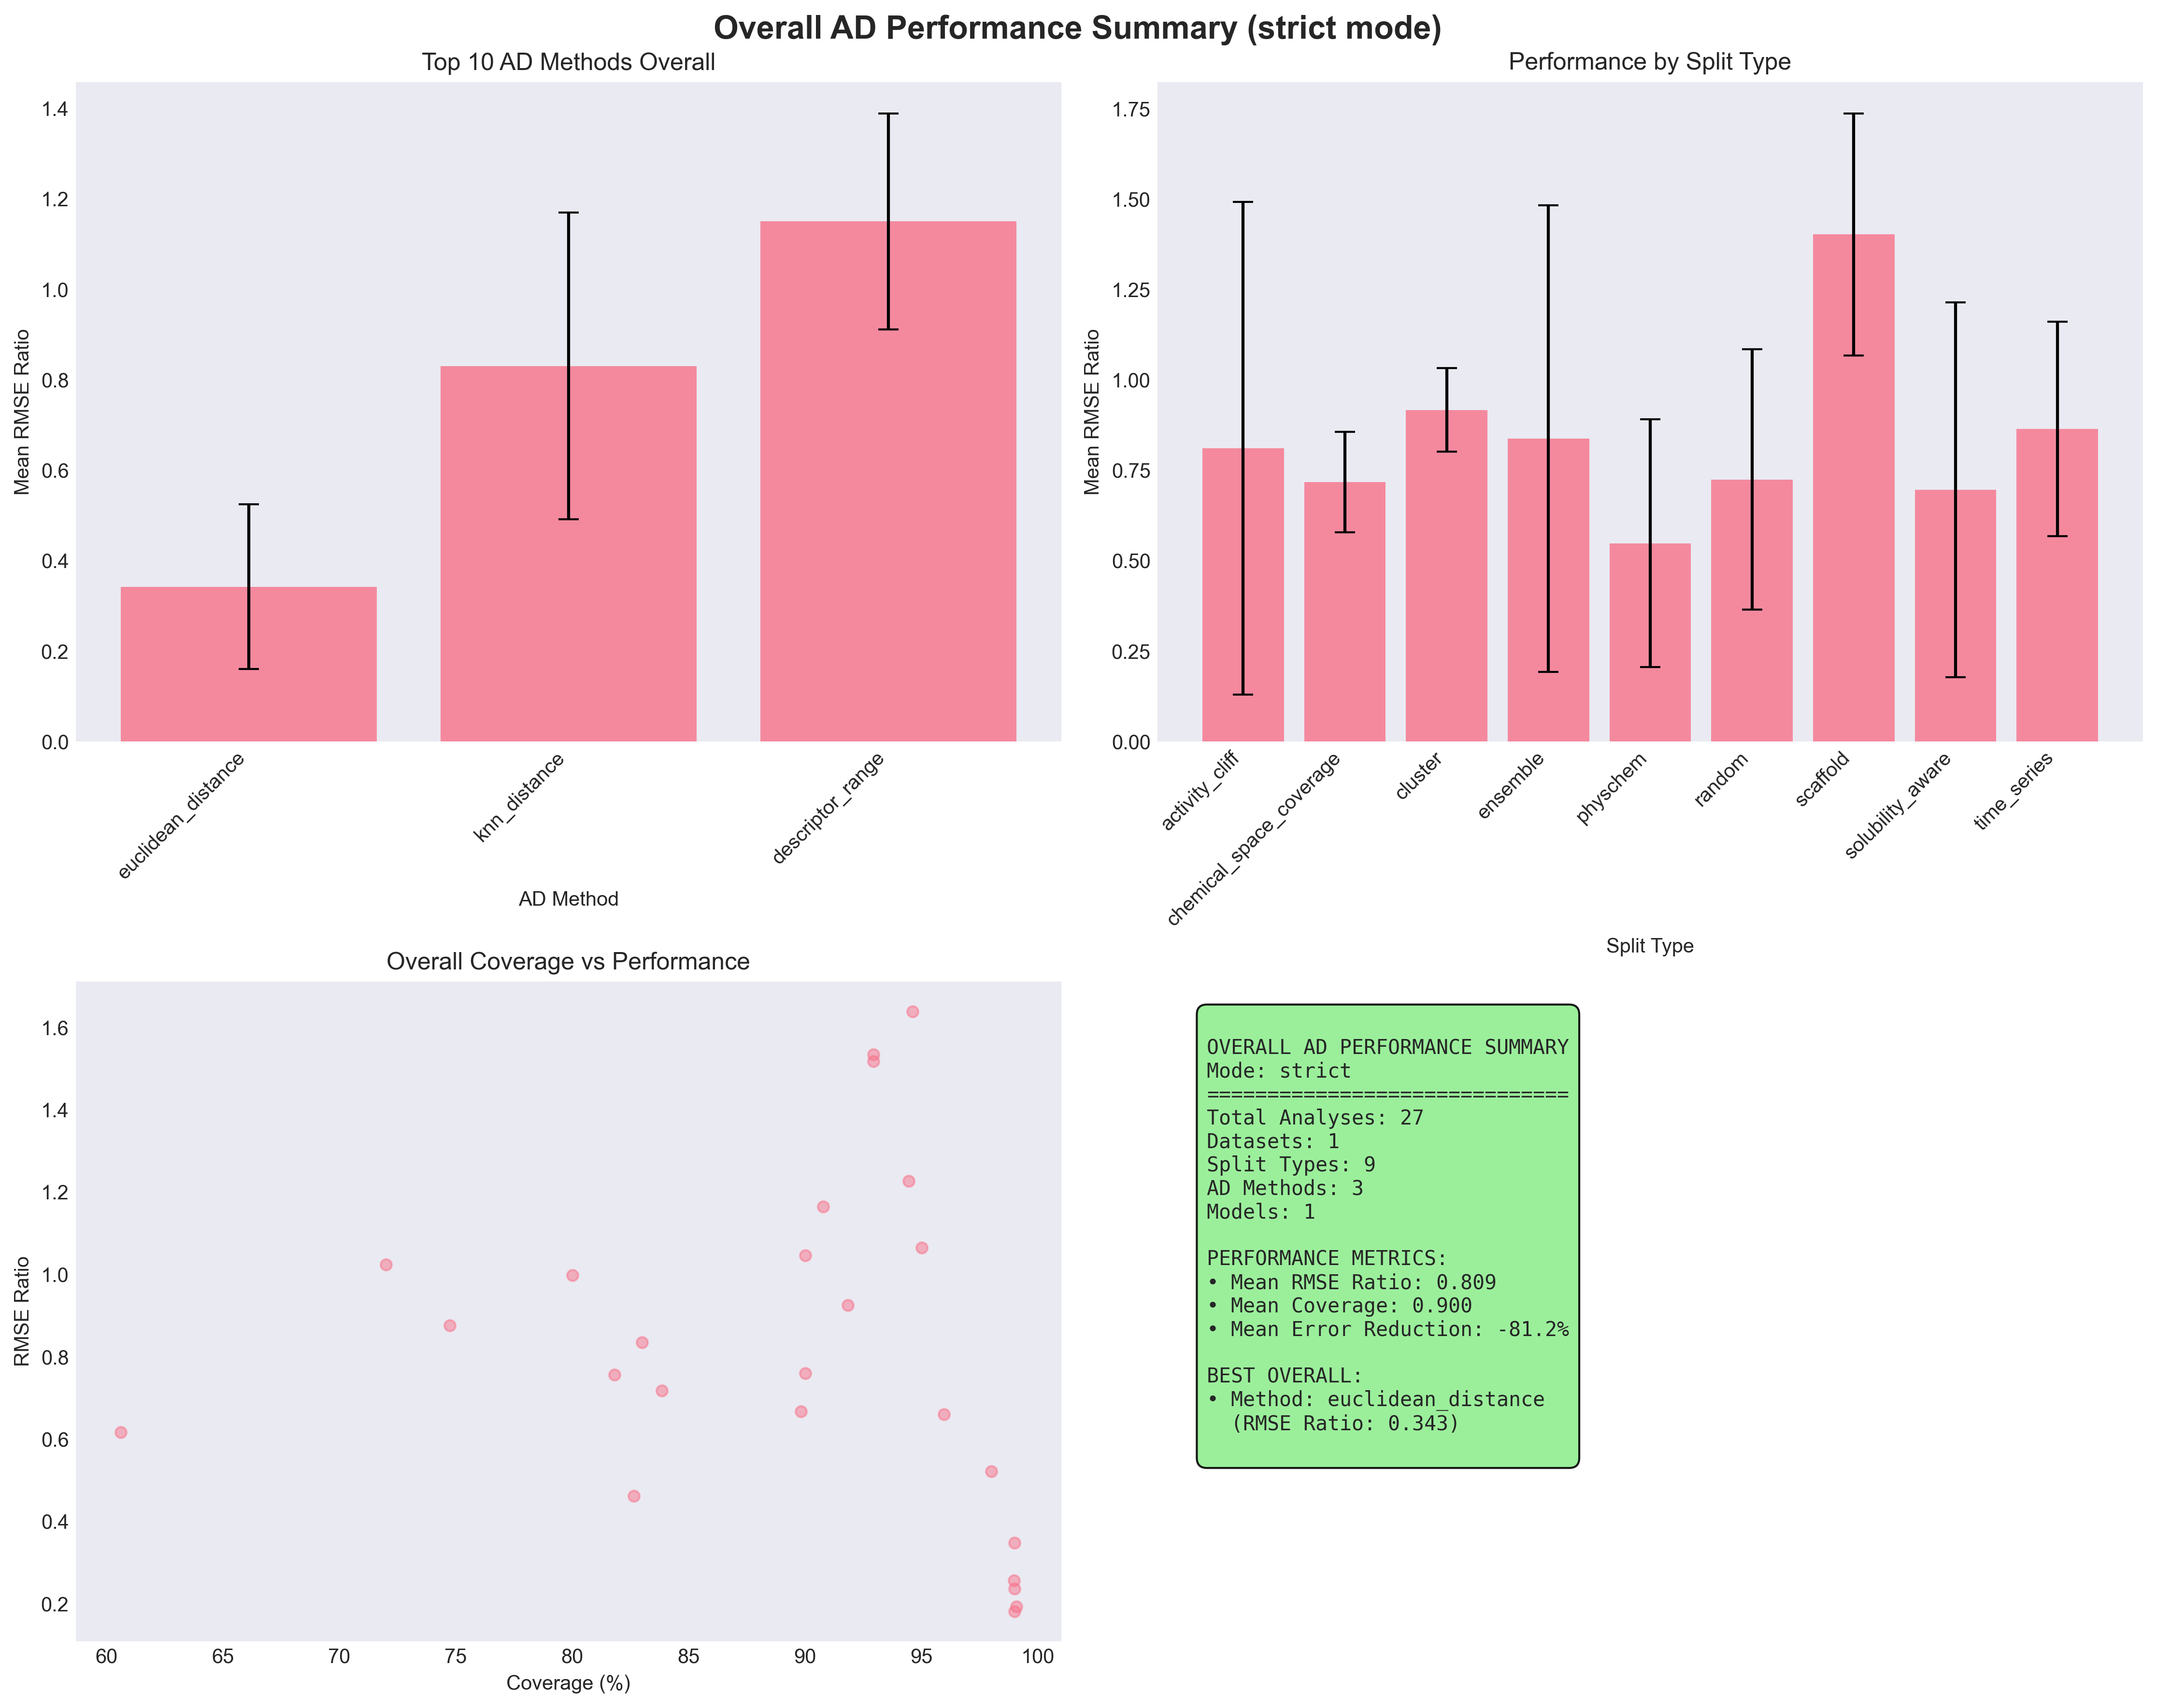 Overall AD Performance Summary (strict mode)
Top 10 AD Methods Overall
Mean RMSE Ratio
1.4
1.2
1.0
0.8
0.6
0.4
0.2
0.0
euclidean_distance
knn_distance
descriptor_range
AD Method
Performance by Split Type
Mean RMSE Ratio
1.75
1.50
1.25
1.00
0.75
0.50
0.25
0.00
activity_cliff
chemical_space_coverage
cluster
ensemble
physchem
random
scaffold
solubility_aware
time_series
Split Type
Overall Coverage vs Performance
RMSE Ratio
1.6
1.4
1.2
1.0
0.8
0.6
0.4
0.2
60 65 70 75 80 85 90 95 100
Coverage (%)
OVERALL AD PERFORMANCE SUMMARY
Mode: strict
==============================
Total Analyses: 27
Datasets: 1
Split Types: 9
AD Methods: 3
Models: 1
PERFORMANCE METRICS:
• Mean RMSE Ratio: 0.809
• Mean Coverage: 0.900
• Mean Error Reduction: -81.2%
BEST OVERALL:
• Method: euclidean_distance
(RMSE Ratio: 0.343)